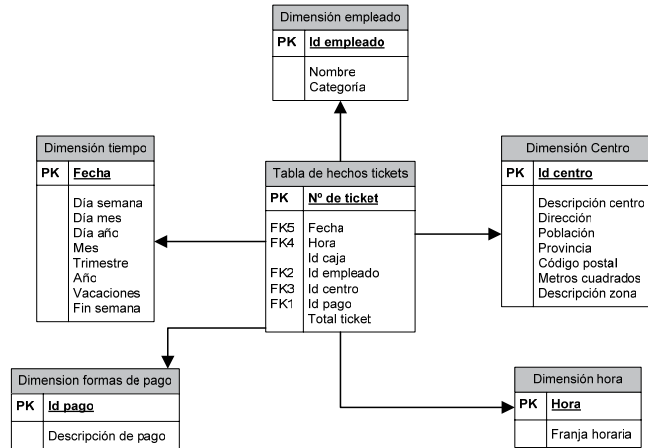 Dimensión empleado
PK Id empleado
Nombre
Categoría
Dimensión tiempo
PK Fecha
Día semana
Día mes
Día año
Mes
Trimestre
Año
Vacaciones
Fin semana
Tabla de hechos tickets
PK Nº de ticket
FK5 Fecha
FK4 Hora
Id caja
FK2 Id empleado
FK3 Id centro
FK1 Id pago
Total ticket
Dimensión Centro
PK Id centro
Descripción centro
Dirección
Población
Provincia
Código postal
Metros cuadrados
Descripción zona
Dimension formas de pago
PK Id pago
Descripción de pago
Dimensión hora
PK Hora
Franja horaria